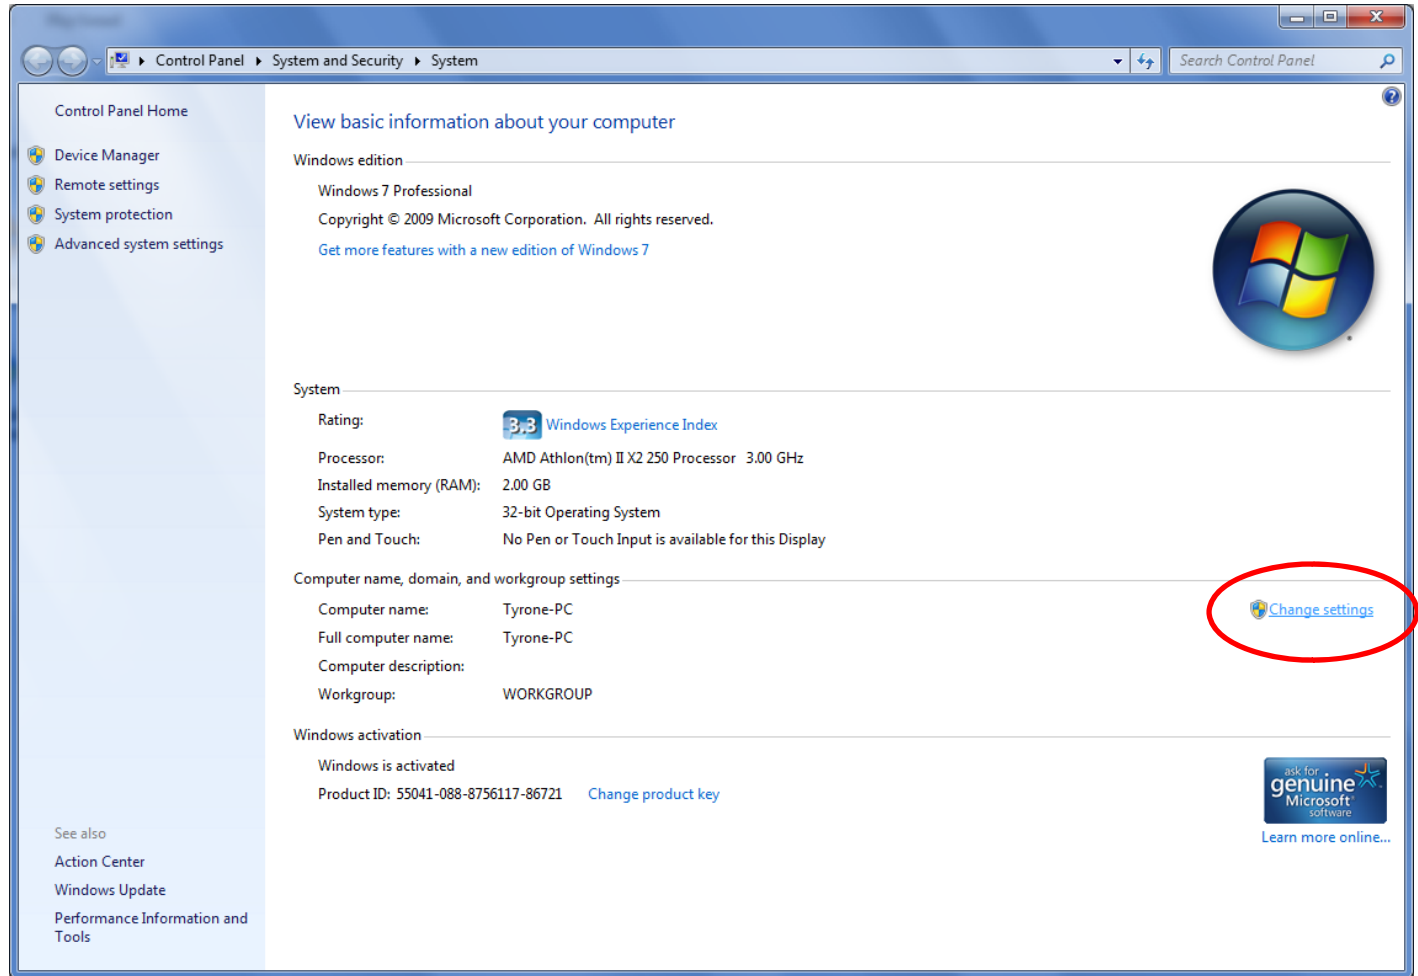 Control Panel ▸ System and Security ▸ System
Search Control Panel
Control Panel Home
Device Manager
Remote settings
System protection
Advanced system settings
See also
Action Center
Windows Update
Performance Information and
Tools
View basic information about your computer
Windows edition
Windows 7 Professional
Copyright © 2009 Microsoft Corporation. All rights reserved.
Get more features with a new edition of Windows 7
System
Rating: 3,3 Windows Experience Index
Processor: AMD Athlon(tm) II X2 250 Processor 3.00 GHz
Installed memory (RAM): 2.00 GB
System type: 32-bit Operating System
Pen and Touch: No Pen or Touch Input is available for this Display
Computer name, domain, and workgroup settings
Computer name: Tyrone-PC Change settings
Full computer name: Tyrone-PC
Computer description:
Workgroup: WORKGROUP
Windows activation
Windows is activated
Product ID: 55041-088-8756117-86721 Change product key
ask for
genuine
Microsoft
software
Learn more online...